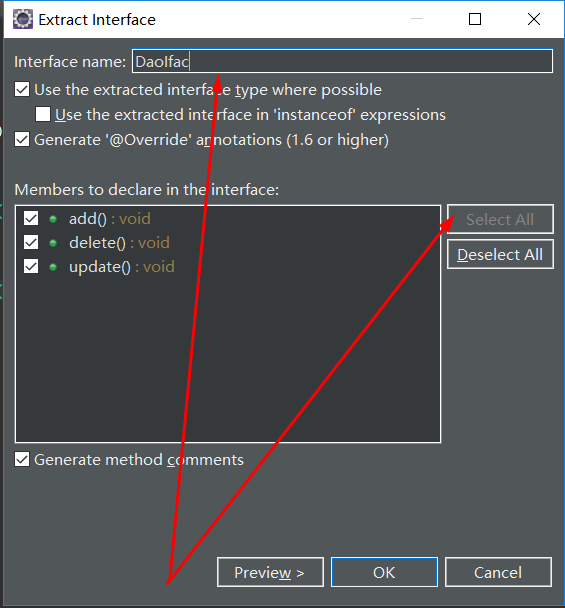 Extract Interface
Interface name: DaoIfac
Use the extracted interface type where possible
Use the extracted interface in 'instanceof' expressions
Generate '@Override' annotations (1.6 or higher)
Members to declare in the interface:
add() : void
Select All
delete() : void
Deselect All
update() : void
Generate method comments
Preview > OK Cancel